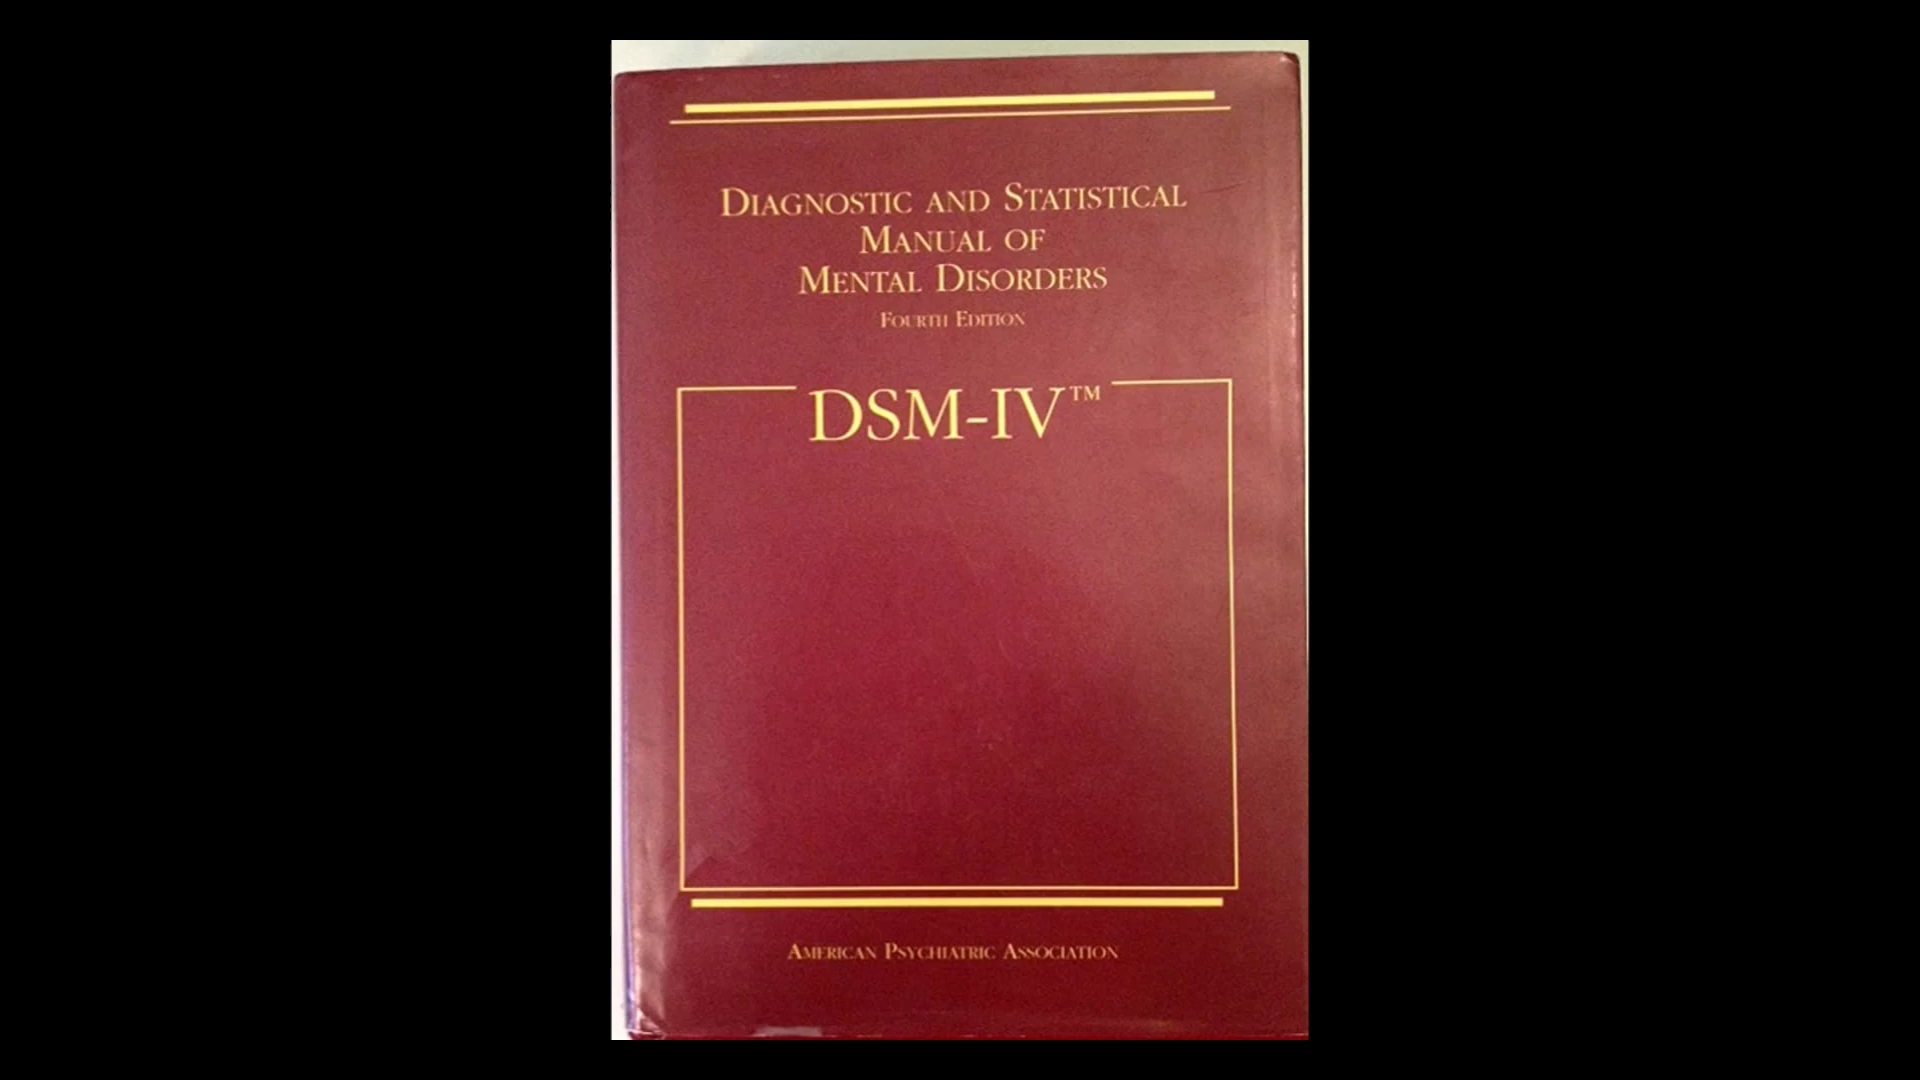 DIAGNOSTIC AND STATISTICAL
MANUAL OF
MENTAL DISORDERS
FOURTH EDITION
DSM-IV™
AMERICAN PSYCHIATRIC ASSOCIATION